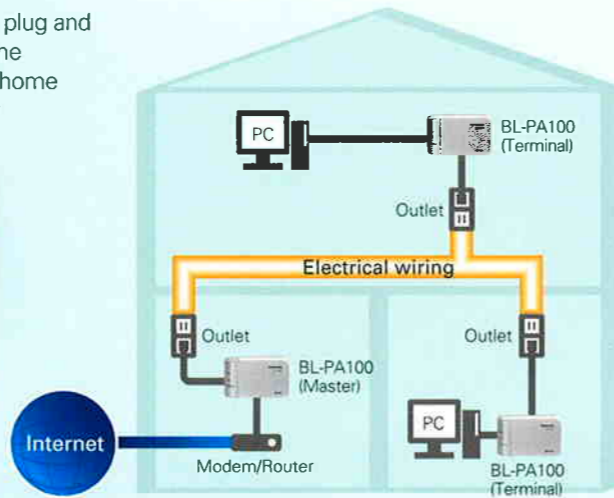 plug and
ne
home
PC
BL-PA100
(Terminal)
Outlet
Electrical wiring
Outlet
Outlet
BL-PA100
(Master)
PC
Internet
Modem/Router
BL-PA100
(Terminal)